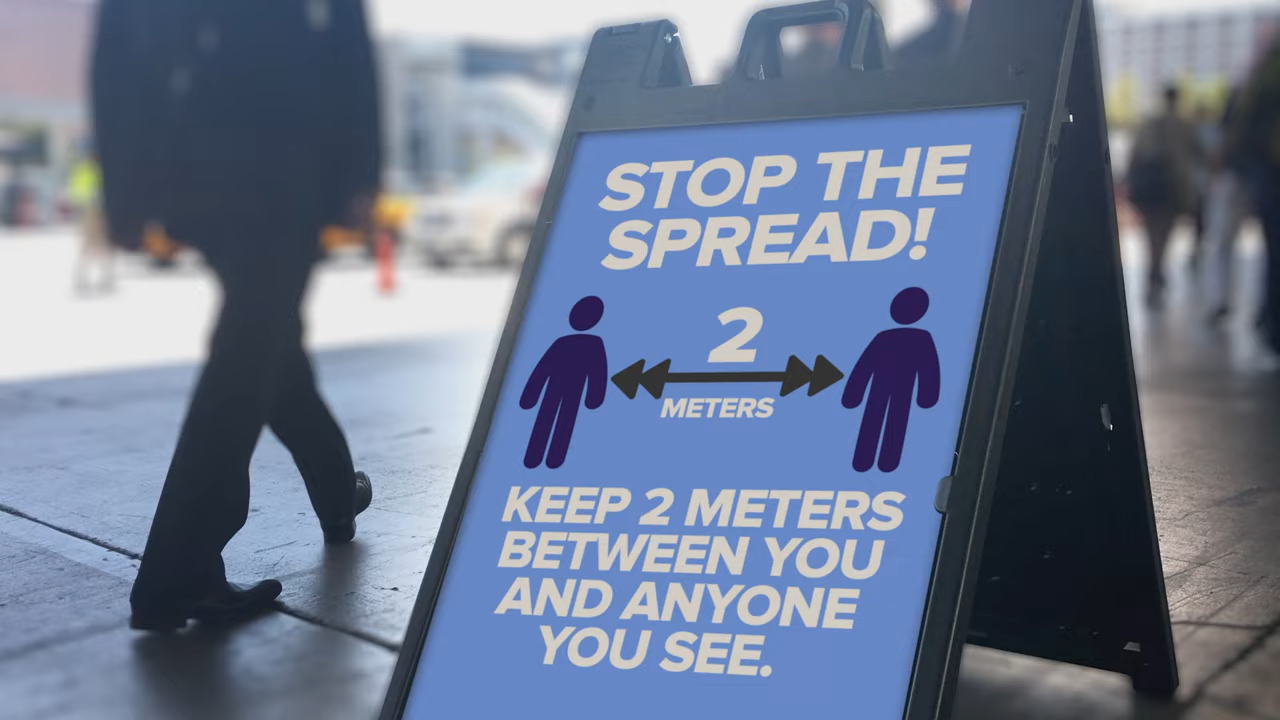 STOP THE
SPREAD!
2
METERS
KEEP 2 METERS
BETWEEN YOU
AND ANYONE
YOU SEE.